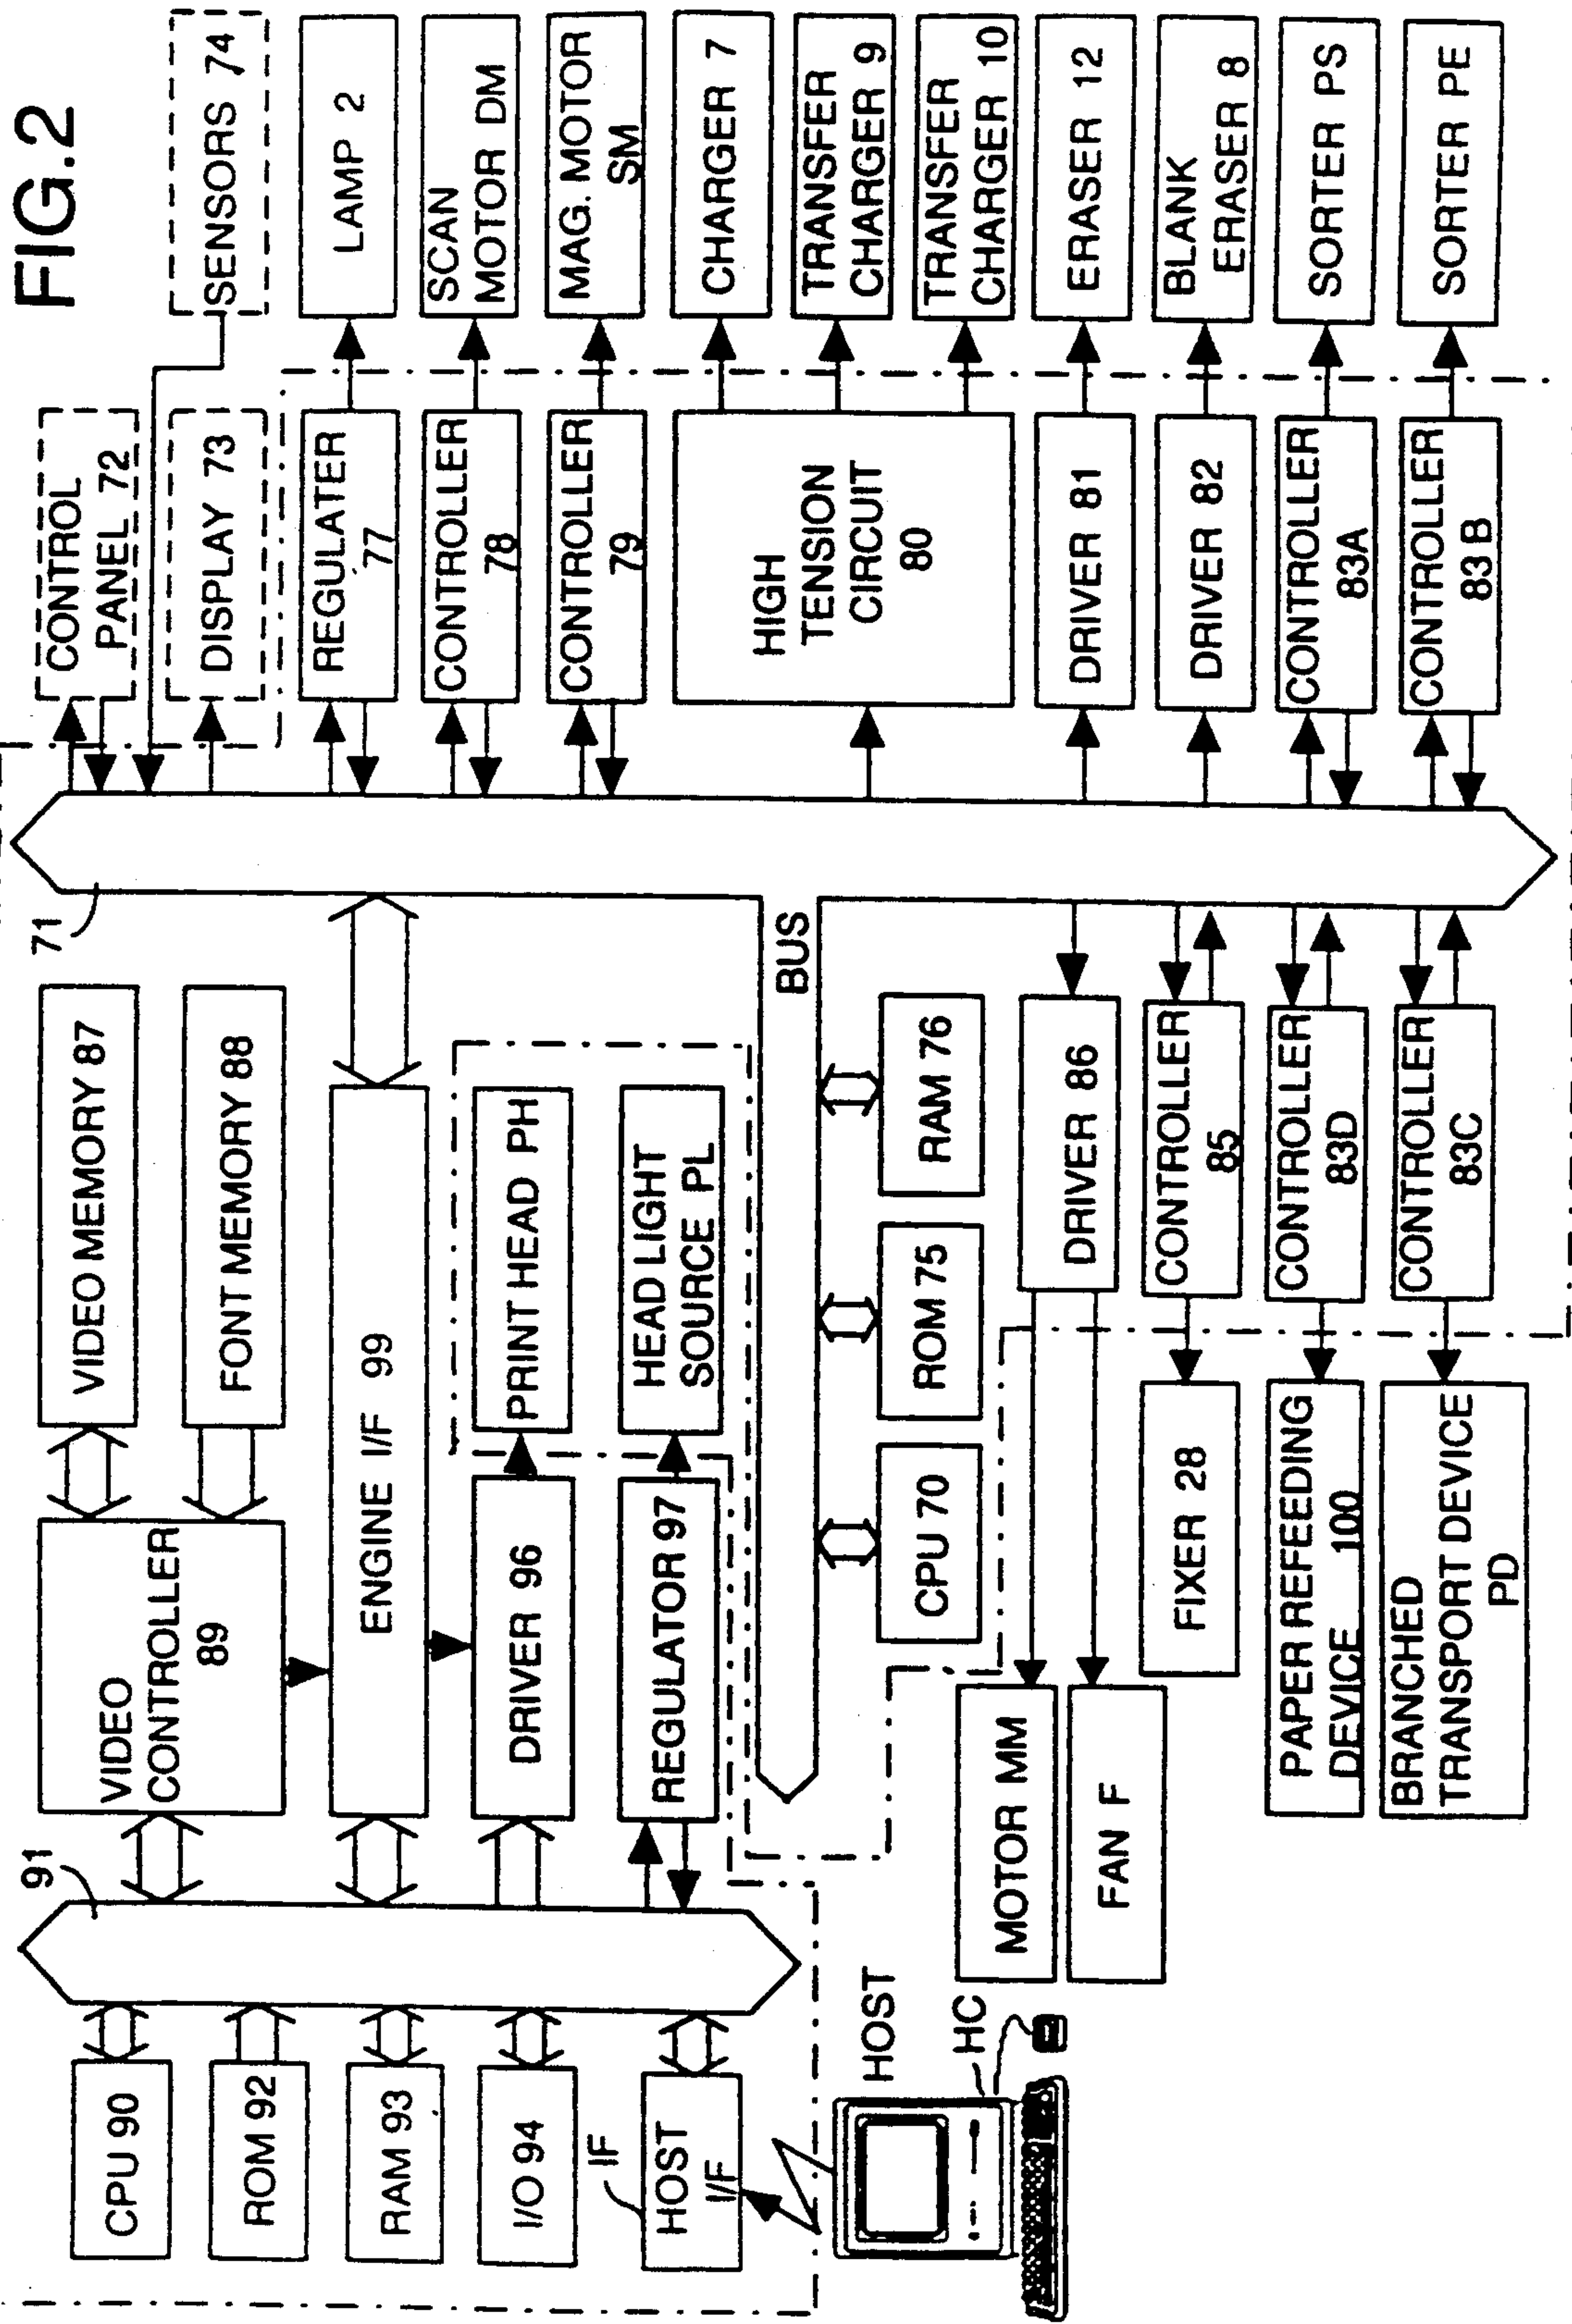 FIG.2
CPU 90
ROM 92
RAM 93
I/O 94
IF
HOST
I/F
HOST
HC
91
VIDEO
CONTROLLER
89
VIDEO MEMORY 87
FONT MEMORY 88
ENGINE I/F 99
DRIVER 96
PRINT HEAD PH
REGULATOR 97
HEAD LIGHT
SOURCE PL
71
BUS
CPU 70
ROM 75
RAM 76
CONTROL
PANEL 72
SENSORS 74
DISPLAY 73
REGULATER
77
LAMP 2
CONTROLLER
78
SCAN
MOTOR DM
CONTROLLER
79
MAG. MOTOR
SM
HIGH
TENSION
CIRCUIT
80
CHARGER 7
TRANSFER
CHARGER 9
TRANSFER
CHARGER 10
DRIVER 81
ERASER 12
DRIVER 82
BLANK
ERASER 8
CONTROLLER
83A
SORTER PS
CONTROLLER
83B
SORTER PE
DRIVER 86
MOTOR MM
FAN F
CONTROLLER
85
FIXER 28
CONTROLLER
83D
PAPER REFEEDING
DEVICE 100
CONTROLLER
83C
BRANCHED
TRANSPORT DEVICE
PD